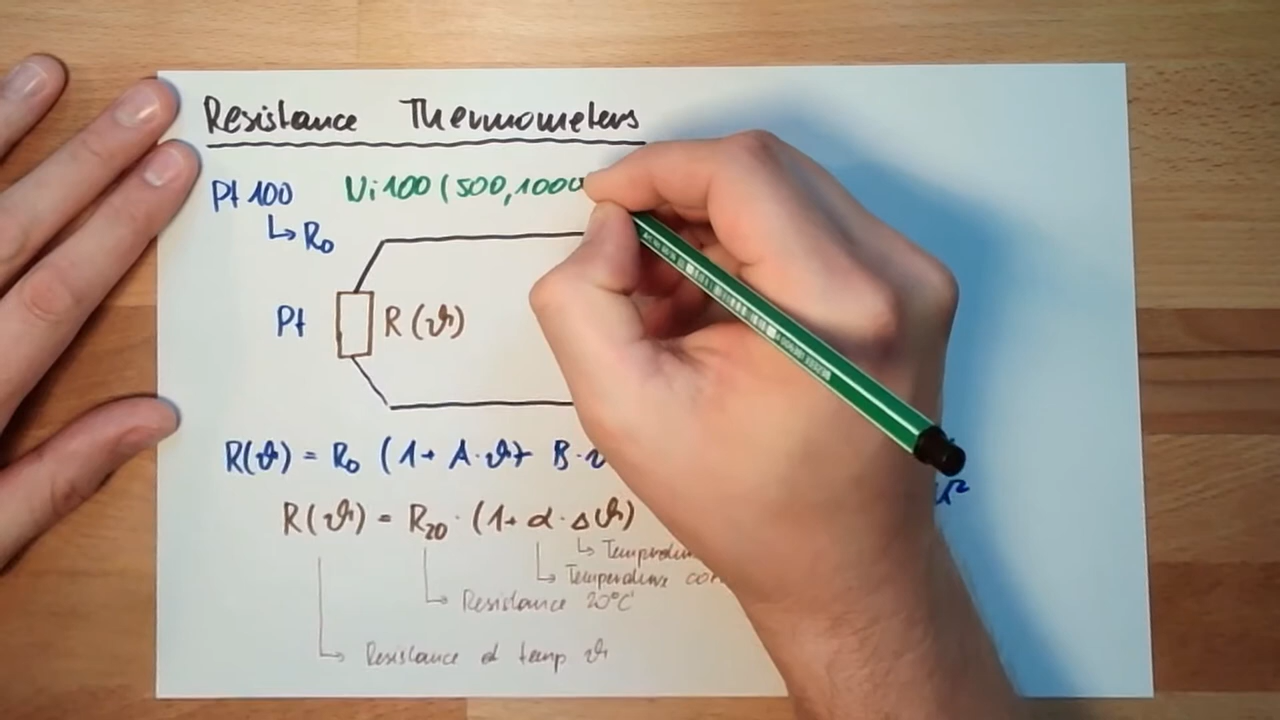 Resistance Thermometers
Pt 100 Ni 100 (500, 1000
↳ R₀
Pt R(ϑ)
R(ϑ) = R₀ (1 + A·ϑ + B·
R(ϑ) = R₂₀ · (1 + α · Δϑ)
↳
↳ Temperature
↳ Resistance 20°C
↳ Resistance at temp ϑ